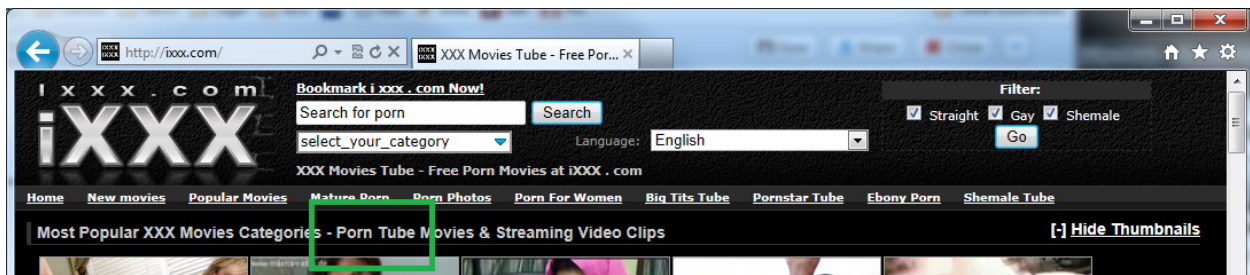 http://ixxx.com/
XXX Movies Tube - Free Por...
Ixxx.com
iXXX
Bookmark i xxx . com Now!
Search for porn
Search
select_your_category
Language:
English
XXX Movies Tube - Free Porn Movies at iXXX . com
Filter:
Straight Gay Shemale
Go
Home New movies Popular Movies Mature Porn Porn Photos Porn For Women Big Tits Tube Pornstar Tube Ebony Porn Shemale Tube
Most Popular XXX Movies Categories - Porn Tube Movies & Streaming Video Clips
[-] Hide Thumbnails